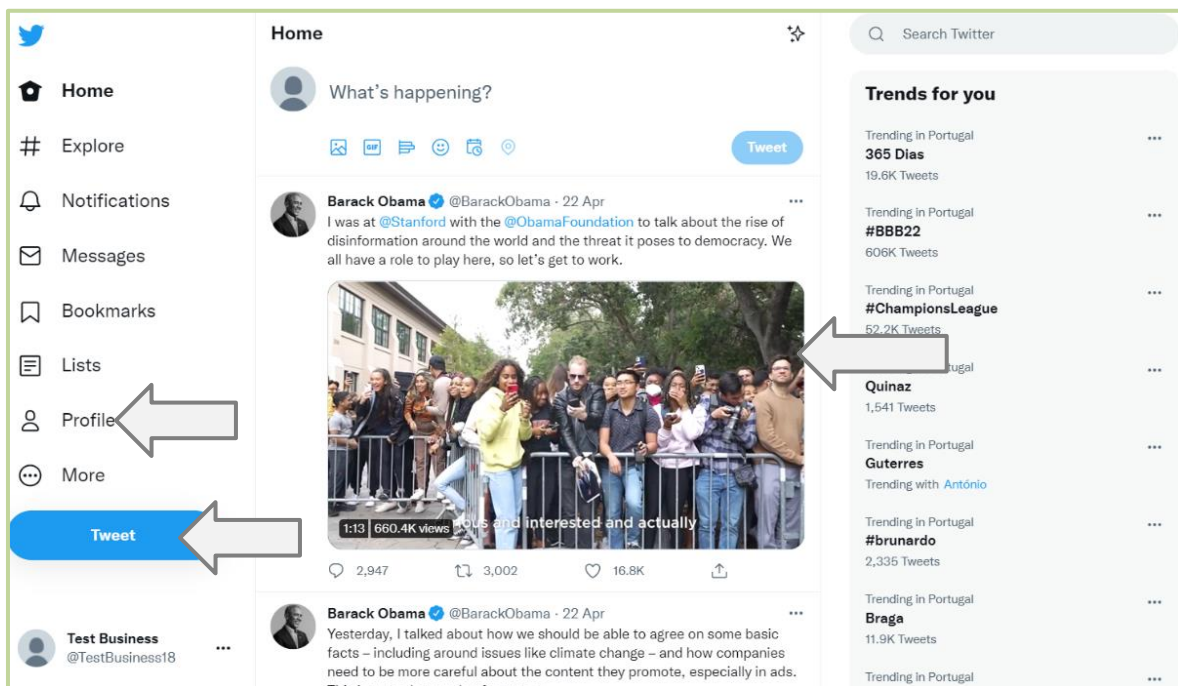 Home
Explore
Notifications
Messages
Bookmarks
Lists
Profile
More
Tweet
Test Business
@TestBusiness18
Home
What's happening?
GIF
Tweet
Barack Obama @BarackObama · 22 Apr
I was at @Stanford with the @ObamaFoundation to talk about the rise of
disinformation around the world and the threat it poses to democracy. We
all have a role to play here, so let's get to work.
1:13 660.4K views and interested and actually
2,947 3,002 16.8K
Barack Obama @BarackObama · 22 Apr
Yesterday, I talked about how we should be able to agree on some basic
facts – including around issues like climate change – and how companies
need to be more careful about the content they promote, especially in ads.
Search Twitter
Trends for you
Trending in Portugal
365 Dias
19.6K Tweets
Trending in Portugal
#BBB22
606K Tweets
Trending in Portugal
#ChampionsLeague
52.2K Tweets
Quinaz
1,541 Tweets
Trending in Portugal
Guterres
Trending with António
Trending in Portugal
#brunardo
2,335 Tweets
Trending in Portugal
Braga
11.9K Tweets
Trending in Portugal